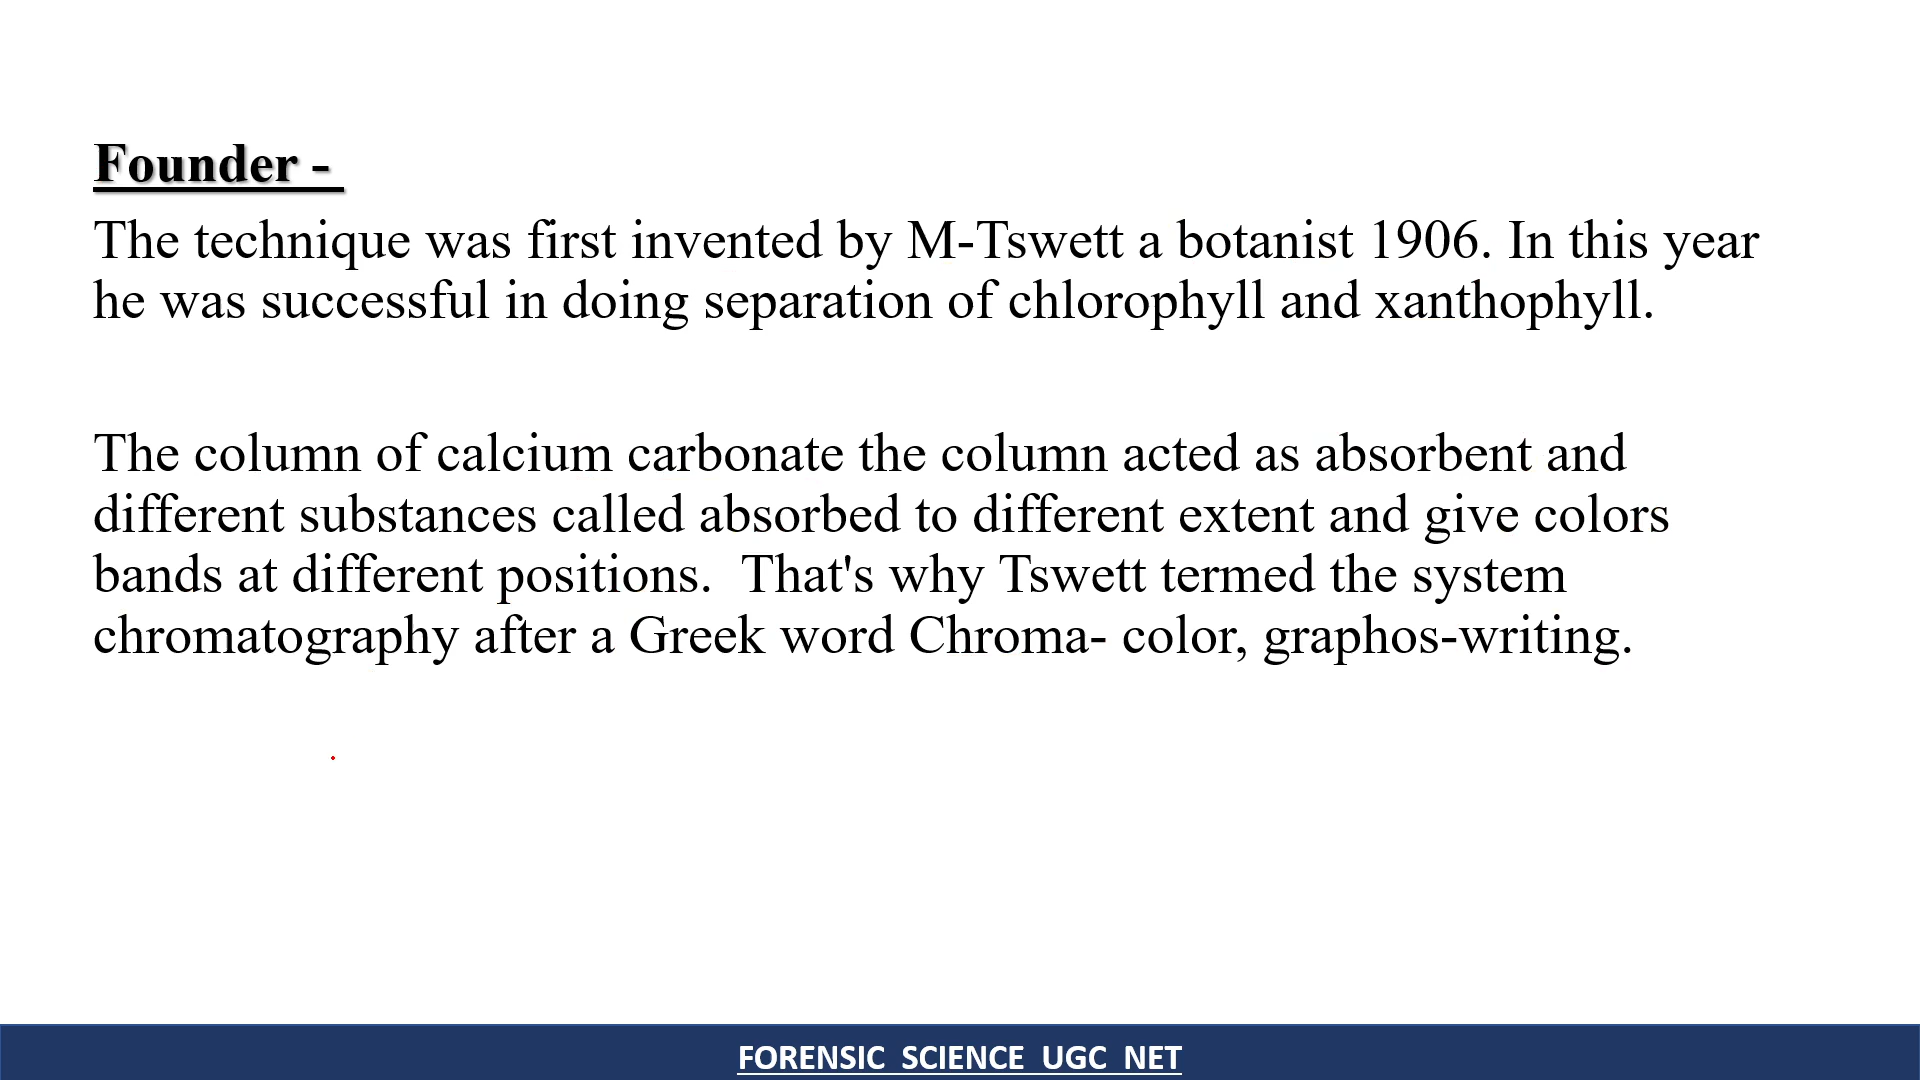 Founder -
The technique was first invented by M-Tswett a botanist 1906. In this year
he was successful in doing separation of chlorophyll and xanthophyll.
The column of calcium carbonate the column acted as absorbent and
different substances called absorbed to different extent and give colors
bands at different positions.  That's why Tswett termed the system
chromatography after a Greek word Chroma- color, graphos-writing.
FORENSIC SCIENCE UGC NET